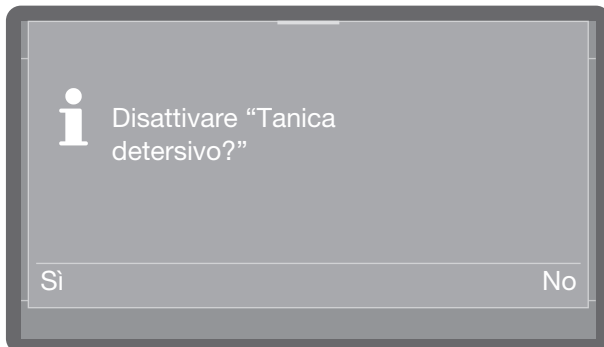 Disattivare “Tanica
detersivo?”
Sì
No